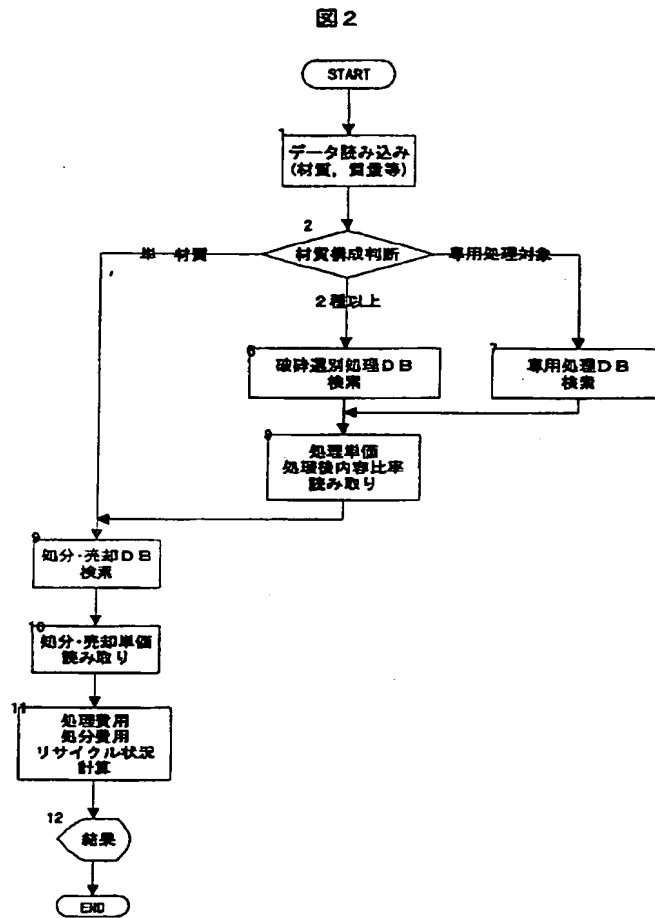 図2
START
1
データ読み込み
(材質，質量等)
2
材質構成判断
単一材質
専用処理対象
2種以上
6
破砕選別処理DB
検索
7
専用処理DB
検索
8
処理単価
処理後内容比率
読み取り
9
処分・売却DB
検索
10
処分・売却単価
読み取り
11
処理費用
処分費用
リサイクル状況
計算
12
結果
END